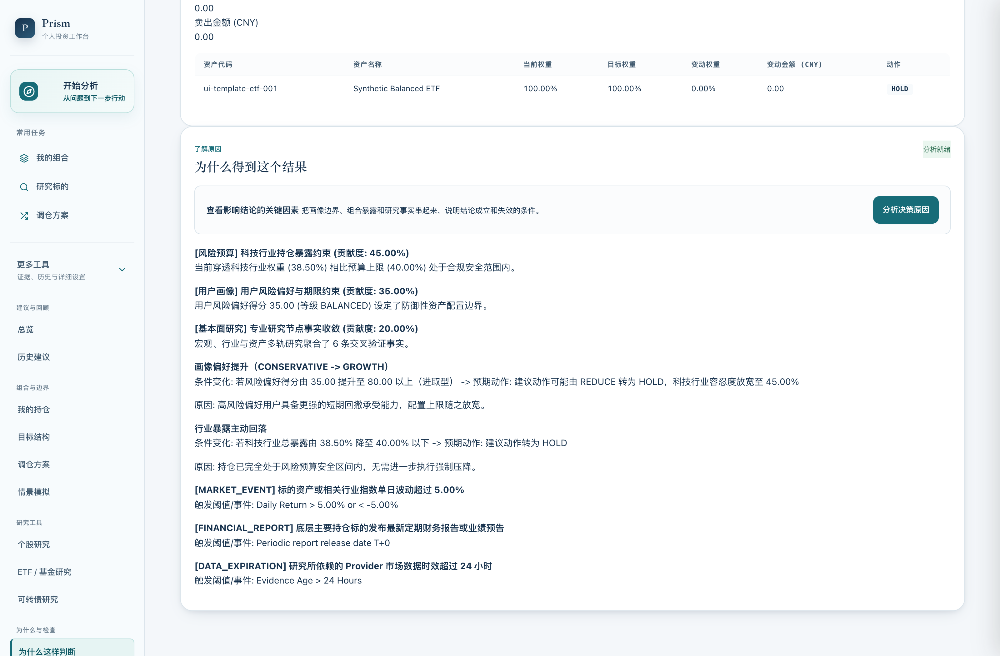 P
Prism
个人投资工作台
开始分析
从问题到下一步行动
常用任务
我的组合
研究标的
调仓方案
更多工具
证据、历史与详细设置
建议与回顾
总览
历史建议
组合与边界
我的持仓
目标结构
调仓方案
情景模拟
研究工具
个股研究
ETF / 基金研究
可转债研究
为什么与检查
为什么这样判断
0.00
卖出金额 (CNY)
0.00
资产代码 资产名称 当前权重 目标权重 变动权重 变动金额 (CNY) 动作
ui-template-etf-001 Synthetic Balanced ETF 100.00% 100.00% 0.00% 0.00 HOLD
了解原因
分析就绪
为什么得到这个结果
查看影响结论的关键因素 把画像边界、组合暴露和研究事实串起来，说明结论成立和失效的条件。
分析决策原因
[风险预算] 科技行业持仓暴露约束 (贡献度: 45.00%)
当前穿透科技行业权重 (38.50%) 相比预算上限 (40.00%) 处于合规安全范围内。
[用户画像] 用户风险偏好与期限约束 (贡献度: 35.00%)
用户风险偏好得分 35.00 (等级 BALANCED) 设定了防御性资产配置边界。
[基本面研究] 专业研究节点事实收敛 (贡献度: 20.00%)
宏观、行业与资产多轨研究聚合了 6 条交叉验证事实。
画像偏好提升（CONSERVATIVE -> GROWTH）
条件变化: 若风险偏好得分由 35.00 提升至 80.00 以上（进取型） -> 预期动作: 建议动作可能由 REDUCE 转为 HOLD，科技行业容忍度放宽至 45.00%
原因: 高风险偏好用户具备更强的短期回撤承受能力，配置上限随之放宽。
行业暴露主动回落
条件变化: 若科技行业总暴露由 38.50% 降至 40.00% 以下 -> 预期动作: 建议动作转为 HOLD
原因: 持仓已完全处于风险预算安全区间内，无需进一步执行强制压降。
[MARKET_EVENT] 标的资产或相关行业指数单日波动超过 5.00%
触发阈值/事件: Daily Return > 5.00% or < -5.00%
[FINANCIAL_REPORT] 底层主要持仓标的发布最新定期财务报告或业绩预告
触发阈值/事件: Periodic report release date T+0
[DATA_EXPIRATION] 研究所依赖的 Provider 市场数据时效超过 24 小时
触发阈值/事件: Evidence Age > 24 Hours